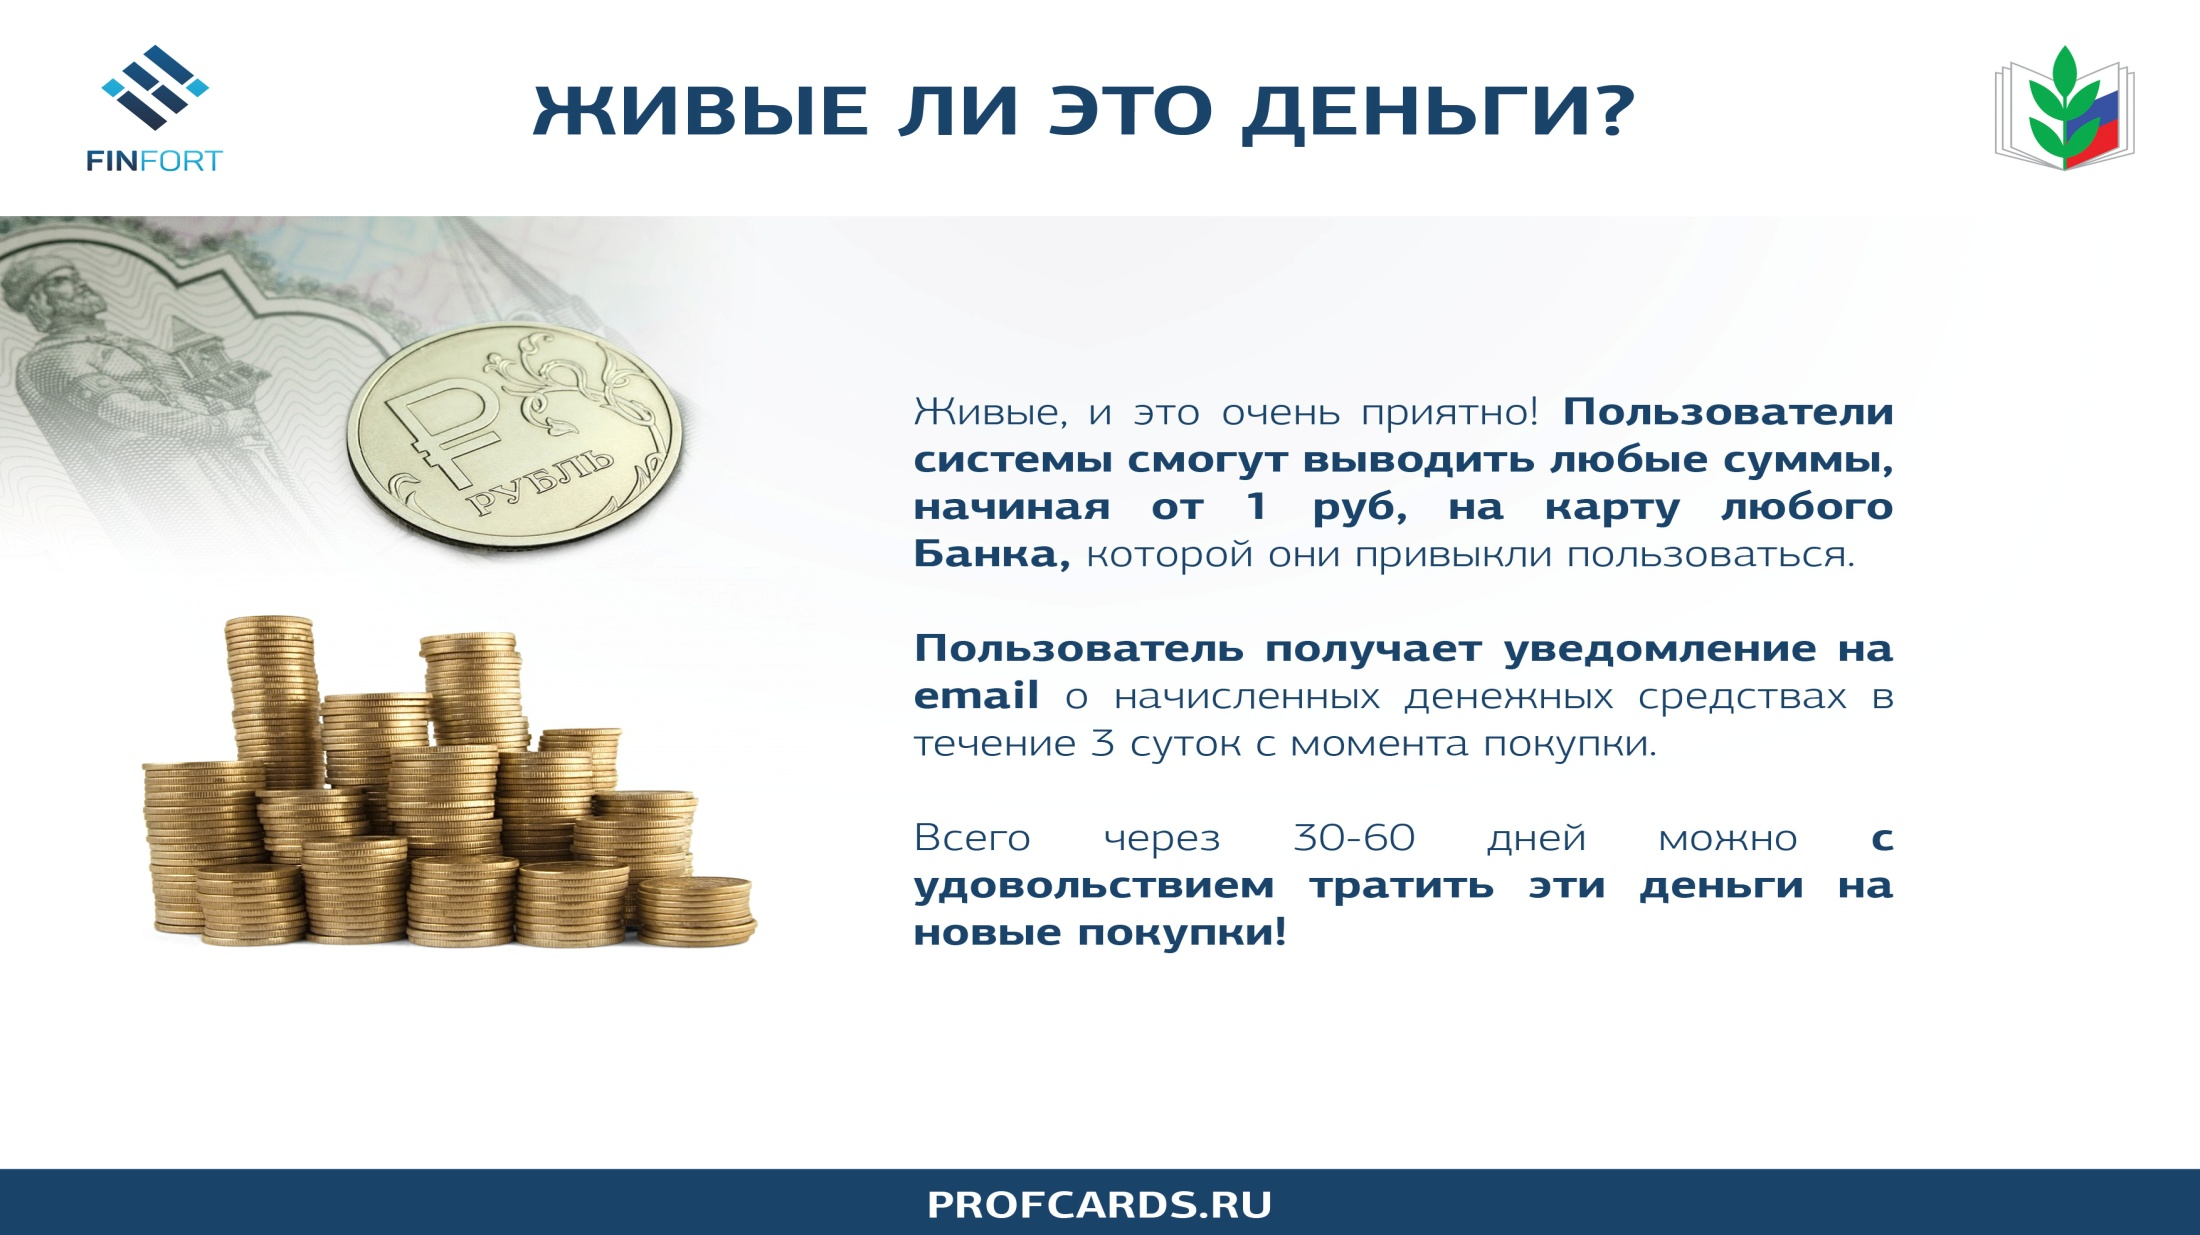 FINFORT
ЖИВЫЕ ЛИ ЭТО ДЕНЬГИ?
РУБЛЬ
Живые, и это очень приятно! Пользователи
системы смогут выводить любые суммы,
начиная от 1 руб, на карту любого
Банка, которой они привыкли пользоваться.
Пользователь получает уведомление на
email о начисленных денежных средствах в
течение 3 суток с момента покупки.
Всего через 30-60 дней можно с
удовольствием тратить эти деньги на
новые покупки!
PROFCARDS.RU